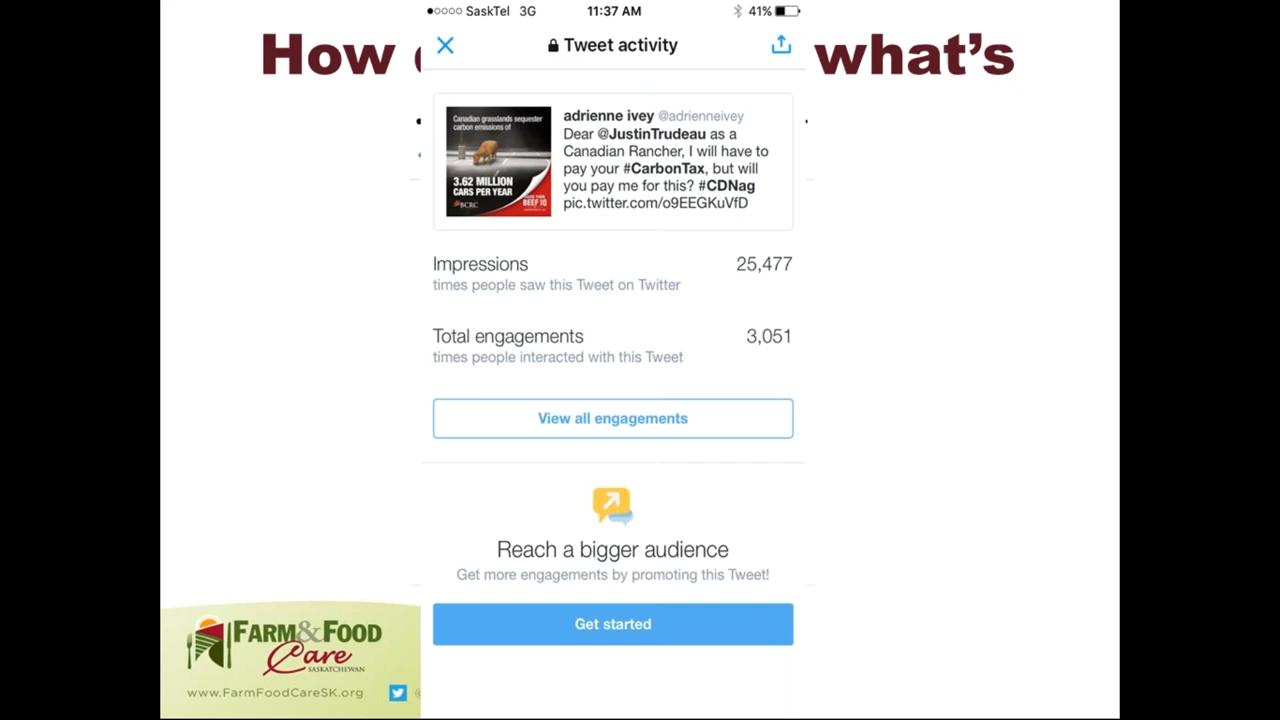 SaskTel 3G 11:37 AM 41%
How what's
Tweet activity
Canadian grasslands sequester
carbon emissions of
3.62 MILLION
CARS PER YEAR
BCRC
BEEF IQ
adrienne ivey @adrienneivey
Dear @JustinTrudeau as a
Canadian Rancher, I will have to
pay your #CarbonTax, but will
you pay me for this? #CDNag
pic.twitter.com/o9EEGKuVfD
Impressions 25,477
times people saw this Tweet on Twitter
Total engagements 3,051
times people interacted with this Tweet
View all engagements
Reach a bigger audience
Get more engagements by promoting this Tweet!
Get started
FARM&FOOD
Care
SASKATCHEWAN
www.FarmFoodCareSK.org